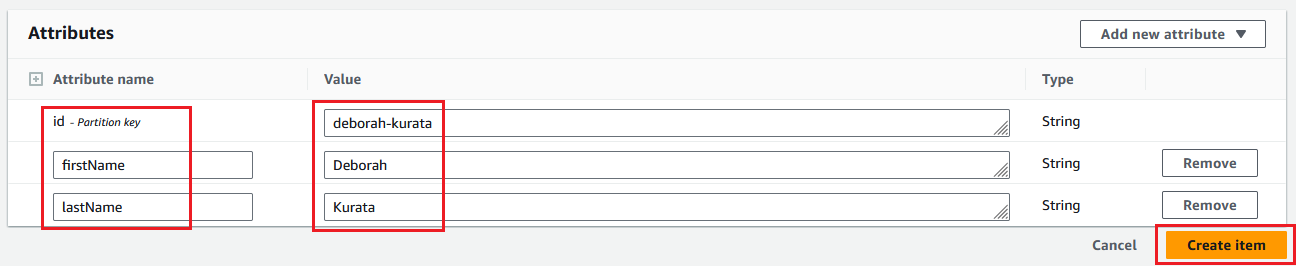 Attributes
Add new attribute
Attribute name Value Type
id - Partition key deborah-kurata String
firstName Deborah String Remove
lastName Kurata String Remove
Cancel Create item